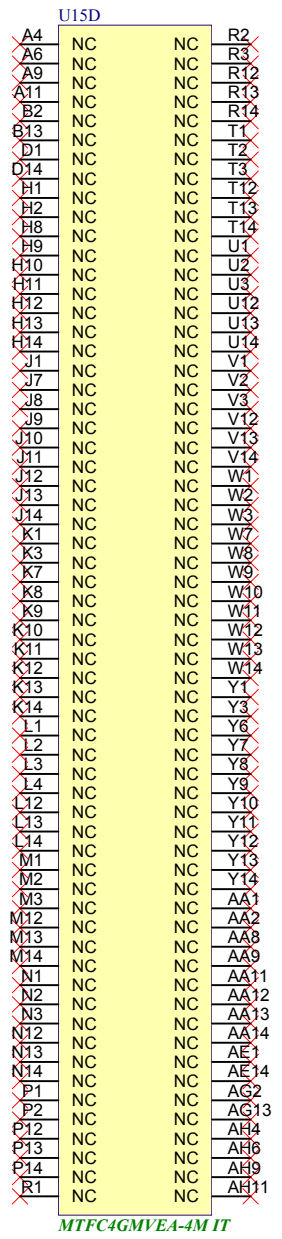 U15D
A4 NC NC R2
A6 NC NC R3
A9 NC NC R12
A11 NC NC R13
B2 NC NC R14
B13 NC NC T1
D1 NC NC T2
D14 NC NC T3
H1 NC NC T12
H2 NC NC T13
H8 NC NC T14
H9 NC NC U1
H10 NC NC U2
H11 NC NC U3
H12 NC NC U12
H13 NC NC U13
H14 NC NC U14
J1 NC NC V1
J7 NC NC V2
J8 NC NC V3
J9 NC NC V12
J10 NC NC V13
J11 NC NC V14
J12 NC NC W1
J13 NC NC W2
J14 NC NC W3
K1 NC NC W7
K3 NC NC W8
K7 NC NC W9
K8 NC NC W10
K9 NC NC W11
K10 NC NC W12
K11 NC NC W13
K12 NC NC W14
K13 NC NC Y1
K14 NC NC Y3
L1 NC NC Y6
L2 NC NC Y7
L3 NC NC Y8
L4 NC NC Y9
L12 NC NC Y10
L13 NC NC Y11
L14 NC NC Y12
M1 NC NC Y13
M2 NC NC Y14
M3 NC NC AA1
M12 NC NC AA2
M13 NC NC AA8
M14 NC NC AA9
N1 NC NC AA11
N2 NC NC AA12
N3 NC NC AA13
N12 NC NC AA14
N13 NC NC AE1
N14 NC NC AE14
P1 NC NC AG2
P2 NC NC AG13
P12 NC NC AH4
P13 NC NC AH6
P14 NC NC AH9
R1 NC NC AH11
MTFC4GMVEA-4M IT